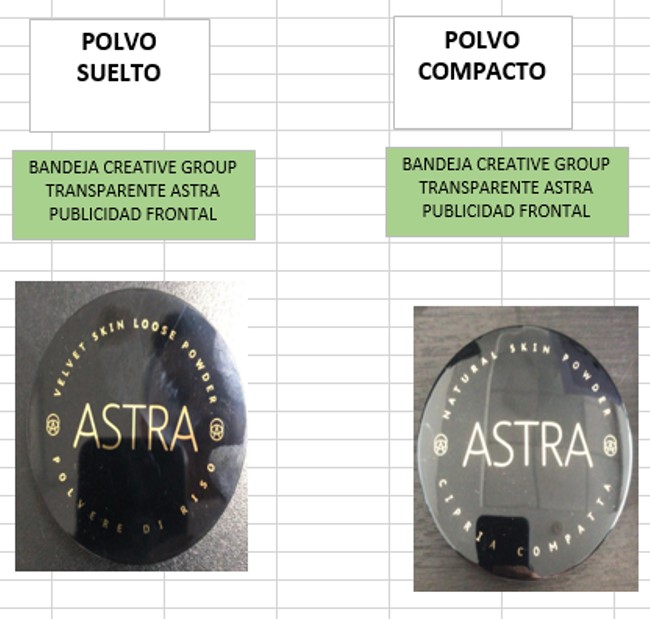 POLVO
SUELTO
BANDEJA CREATIVE GROUP
TRANSPARENTE ASTRA
PUBLICIDAD FRONTAL
VELVET SKIN LOOSE POWDER
ASTRA
POLVERE DI RISO
POLVO
COMPACTO
BANDEJA CREATIVE GROUP
TRANSPARENTE ASTRA
PUBLICIDAD FRONTAL
NATURAL SKIN POWDER
ASTRA
CIPRIA COMPATTA